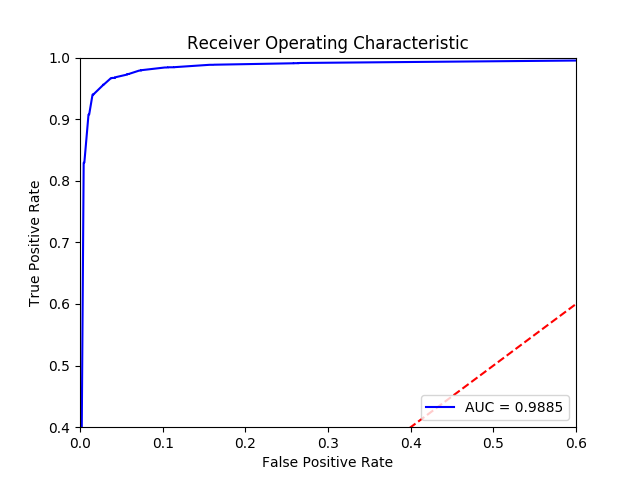 Receiver Operating Characteristic
True Positive Rate
1.0
0.9
0.8
0.7
0.6
0.5
0.4
0.0 0.1 0.2 0.3 0.4 0.5 0.6
False Positive Rate
AUC = 0.9885